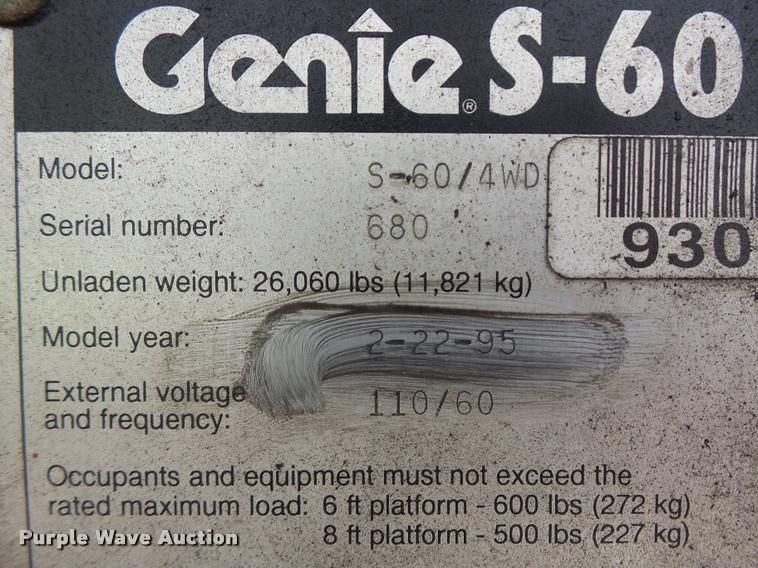 Genie® S-60
Model: S-60/4WD
Serial number: 680
930
Unladen weight: 26,060 lbs (11,821 kg)
Model year: 2-22-95
External voltage
and frequency: 110/60
Occupants and equipment must not exceed the
rated maximum load: 6 ft platform - 600 lbs (272 kg)
8 ft platform - 500 lbs (227 kg)
Purple Wave Auction